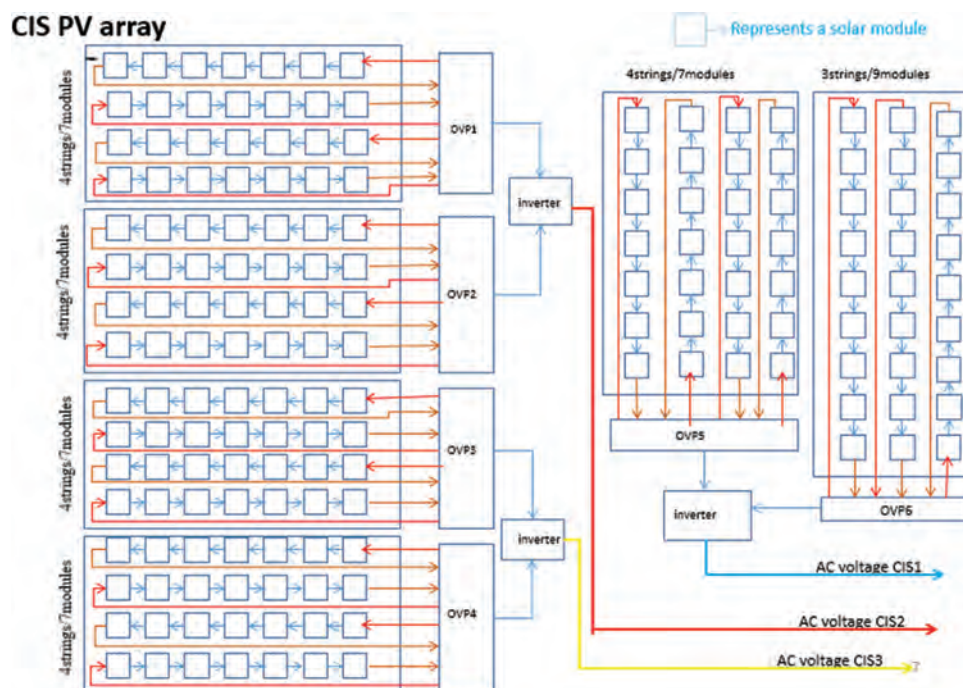 CIS PV array
Represents a solar module
4strings/7modules
3strings/9modules
4strings/7modules
OVP1
inverter
4strings/7modules
OVP2
4strings/7modules
OVP3
inverter
4strings/7modules
OVP4
OVP5
inverter
OVP6
AC voltage CIS1
AC voltage CIS2
AC voltage CIS3